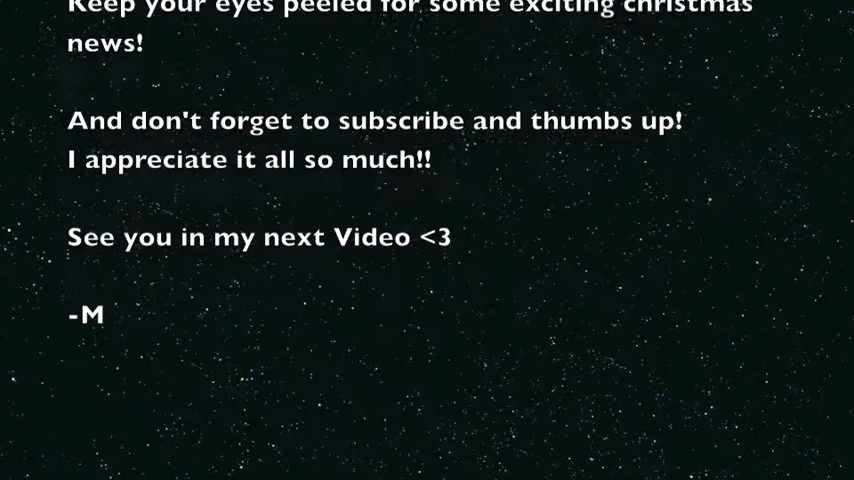 Keep your eyes peeled for some exciting christmas
news!
And don't forget to subscribe and thumbs up!
I appreciate it all so much!!
See you in my next Video <3
-M